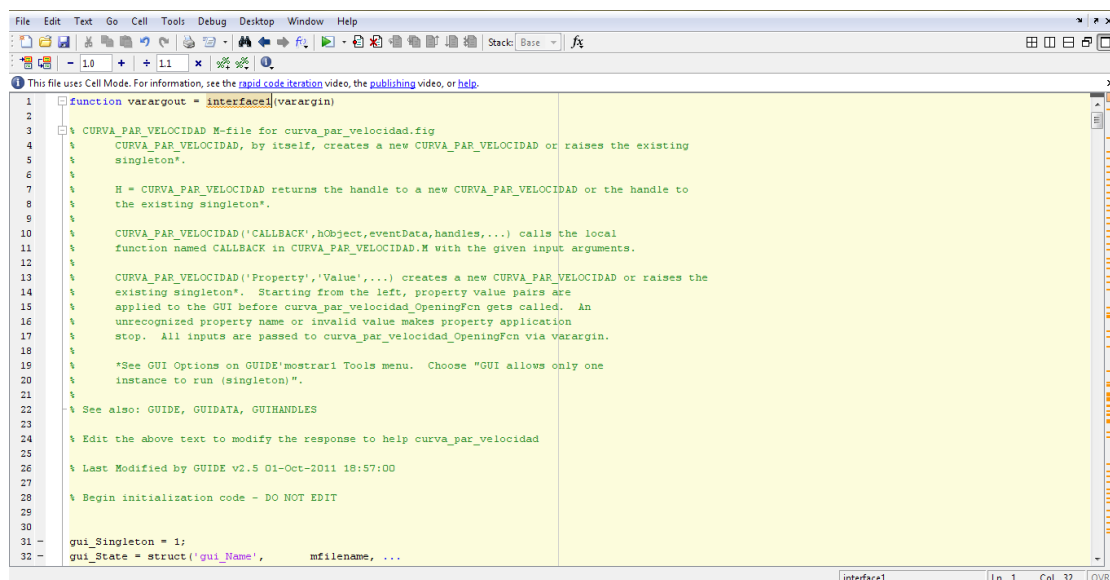 File Edit Text Go Cell Tools Debug Desktop Window Help
Stack: Base fx
- 1.0 + ÷ 1.1 ×
This file uses Cell Mode. For information, see the rapid code iteration video, the publishing video, or help.
1 function varargout = interface1(varargin)
2
3 % CURVA_PAR_VELOCIDAD M-file for curva_par_velocidad.fig
4 % CURVA_PAR_VELOCIDAD, by itself, creates a new CURVA_PAR_VELOCIDAD or raises the existing
5 % singleton*.
6 %
7 % H = CURVA_PAR_VELOCIDAD returns the handle to a new CURVA_PAR_VELOCIDAD or the handle to
8 % the existing singleton*.
9 %
10 % CURVA_PAR_VELOCIDAD('CALLBACK',hObject,eventData,handles,...) calls the local
11 % function named CALLBACK in CURVA_PAR_VELOCIDAD.M with the given input arguments.
12 %
13 % CURVA_PAR_VELOCIDAD('Property','Value',...) creates a new CURVA_PAR_VELOCIDAD or raises the
14 % existing singleton*. Starting from the left, property value pairs are
15 % applied to the GUI before curva_par_velocidad_OpeningFcn gets called. An
16 % unrecognized property name or invalid value makes property application
17 % stop. All inputs are passed to curva_par_velocidad_OpeningFcn via varargin.
18 %
19 % *See GUI Options on GUIDE'mostrar1 Tools menu. Choose "GUI allows only one
20 % instance to run (singleton)".
21 %
22 % See also: GUIDE, GUIDATA, GUIHANDLES
23
24 % Edit the above text to modify the response to help curva_par_velocidad
25
26 % Last Modified by GUIDE v2.5 01-Oct-2011 18:57:00
27
28 % Begin initialization code - DO NOT EDIT
29
30
31 - gui_Singleton = 1;
32 - gui_State = struct('gui_Name', mfilename, ...
interface1 Ln 1 Col 32 OVR